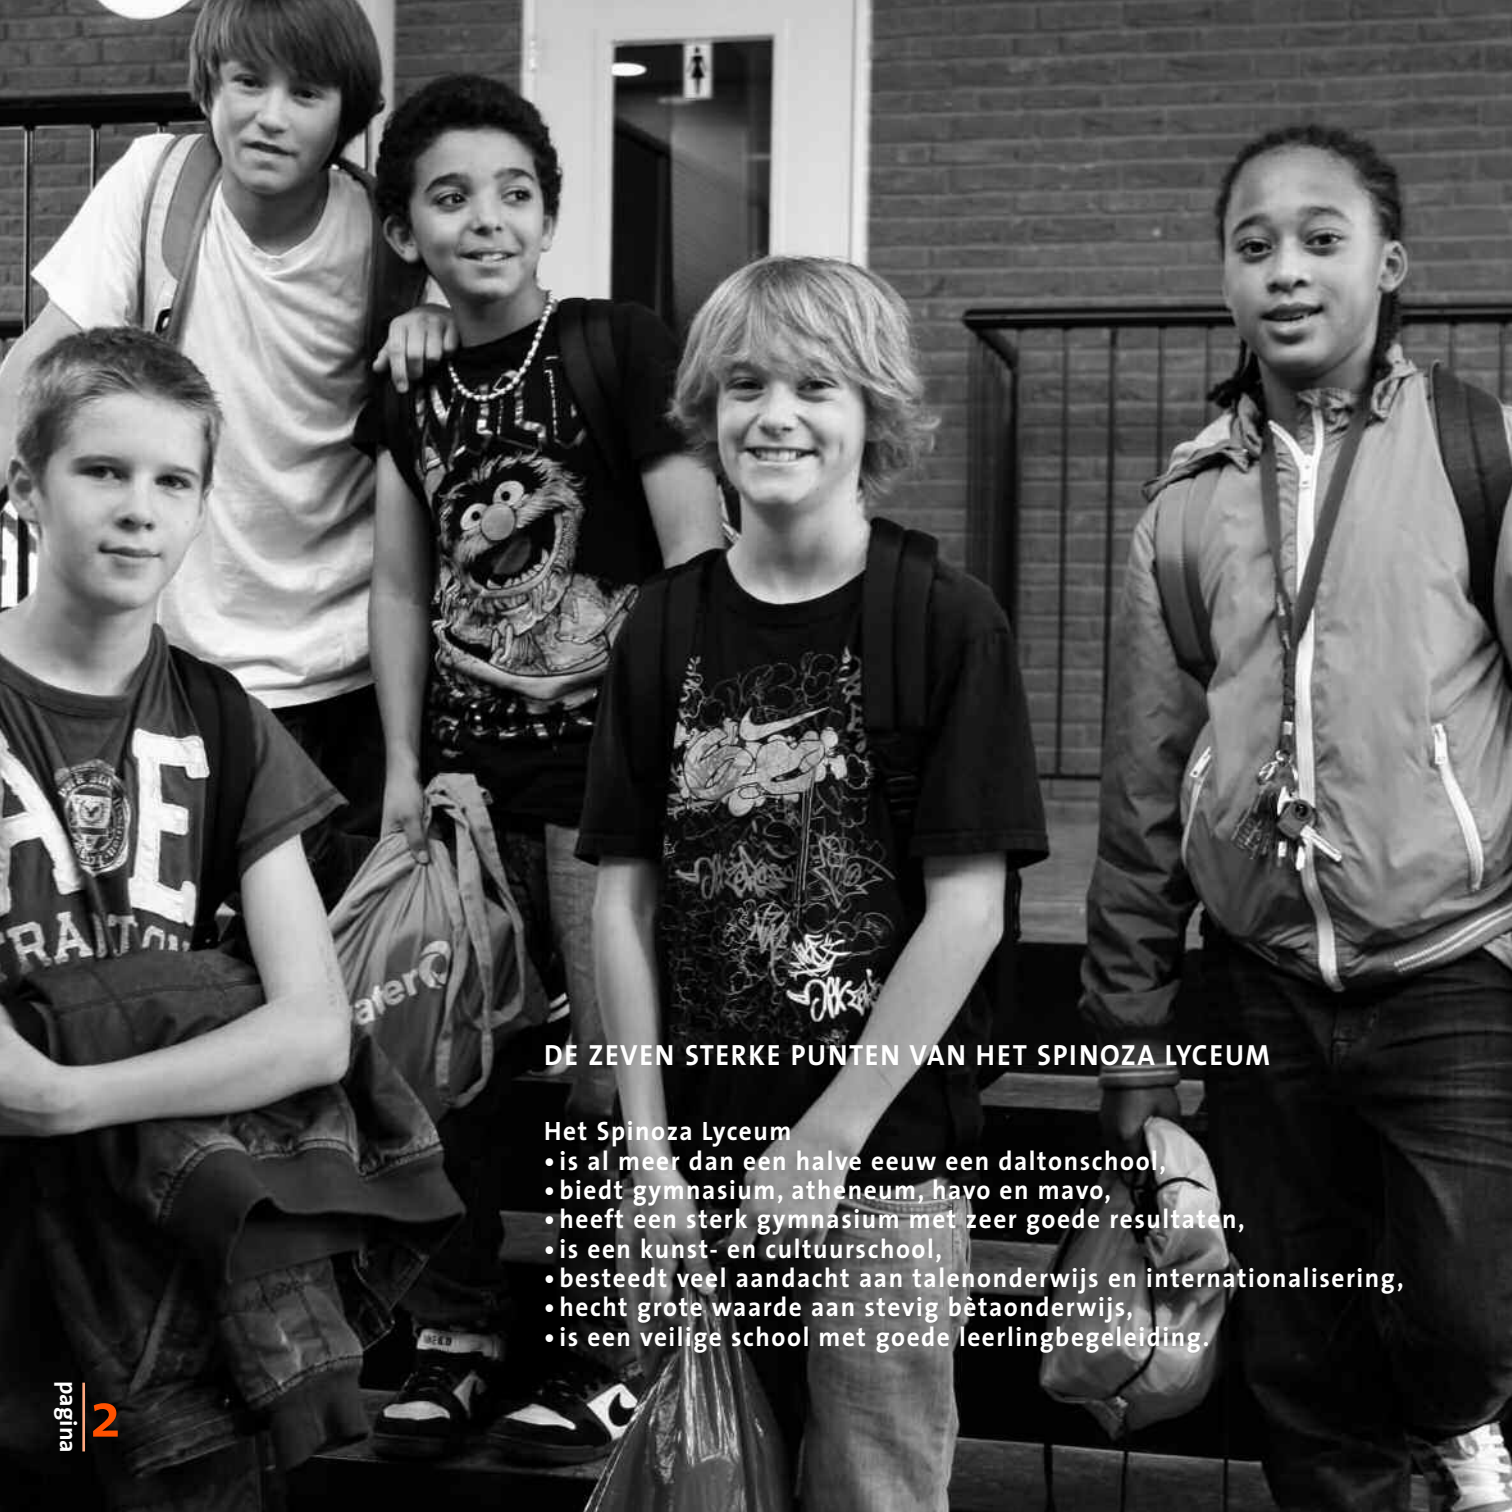 A E
ater
DE ZEVEN STERKE PUNTEN VAN HET SPINOZA LYCEUM
Het Spinoza Lyceum
• is al meer dan een halve eeuw een daltonschool,
• biedt gymnasium, atheneum, havo en mavo,
• heeft een sterk gymnasium met zeer goede resultaten,
• is een kunst- en cultuurschool,
• besteedt veel aandacht aan talenonderwijs en internationalisering,
• hecht grote waarde aan stevig bètaonderwijs,
• is een veilige school met goede leerlingbegeleiding.
pagina 2